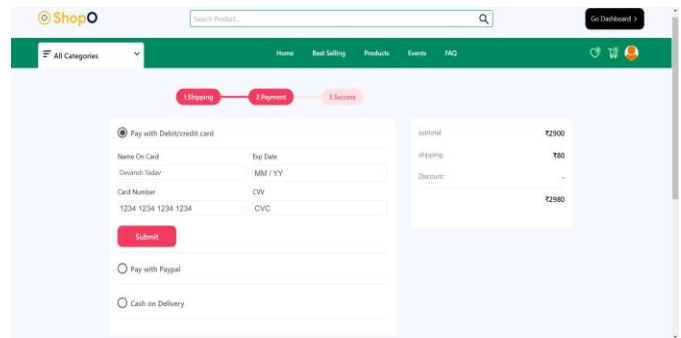 ShopO
Search Product...
Go Dashboard >
All Categories
Home Best Selling Products Events FAQ
1.Shipping 2.Payment 3.Success
Pay with Debit/credit card
Name On Card Exp Date
Devansh Yadav MM / YY
Card Number CVV
1234 1234 1234 1234 CVC
Submit
Pay with Paypal
Cash on Delivery
subtotal: ₹2900
shipping: ₹80
Discount: -
₹2980